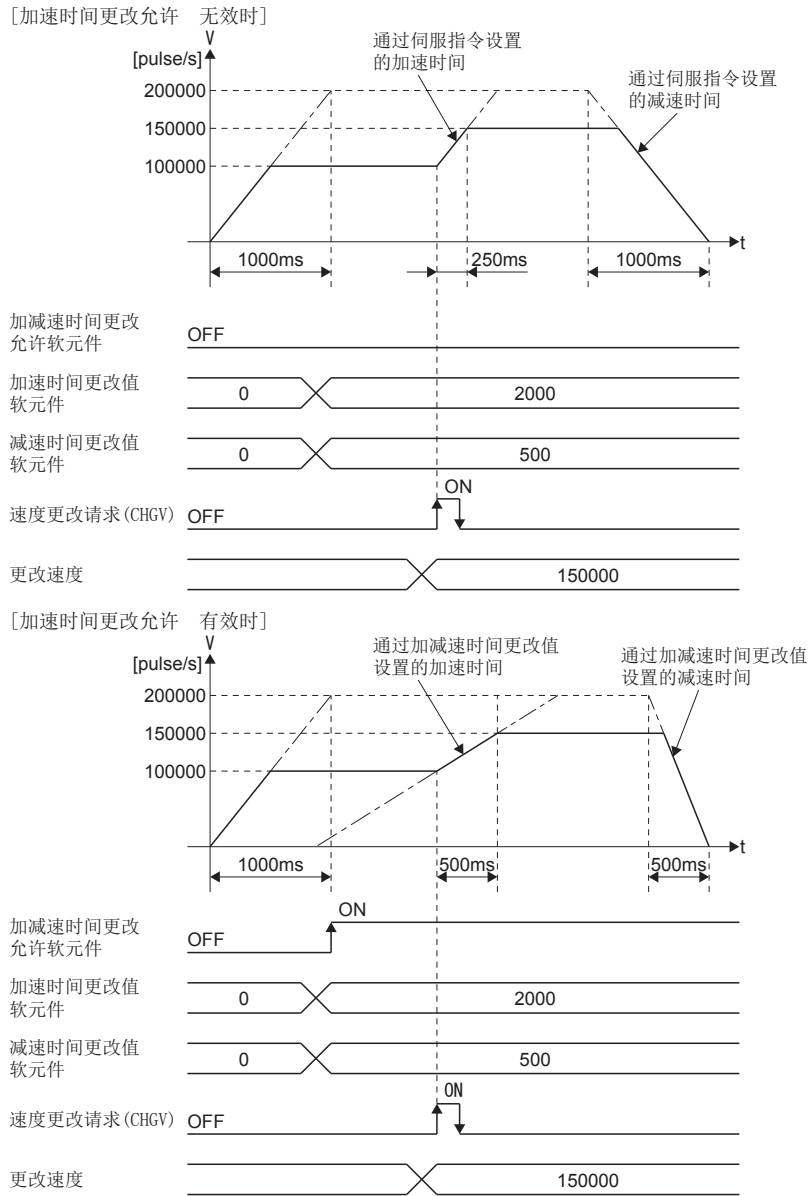 [加速时间更改允许　无效时]
V
[pulse/s]
通过伺服指令设置
的加速时间
通过伺服指令设置
的减速时间
200000
150000
100000
t
1000ms
250ms
1000ms
加减速时间更改
允许软元件
OFF
加速时间更改值
软元件
0
2000
减速时间更改值
软元件
0
500
速度更改请求(CHGV)
OFF
ON
更改速度
150000
[加速时间更改允许　有效时]
V
[pulse/s]
通过加减速时间更改值
设置的加速时间
通过加减速时间更改值
设置的减速时间
200000
150000
100000
t
1000ms
500ms
500ms
加减速时间更改
允许软元件
OFF
ON
加速时间更改值
软元件
0
2000
减速时间更改值
软元件
0
500
速度更改请求(CHGV)
OFF
ON
更改速度
150000